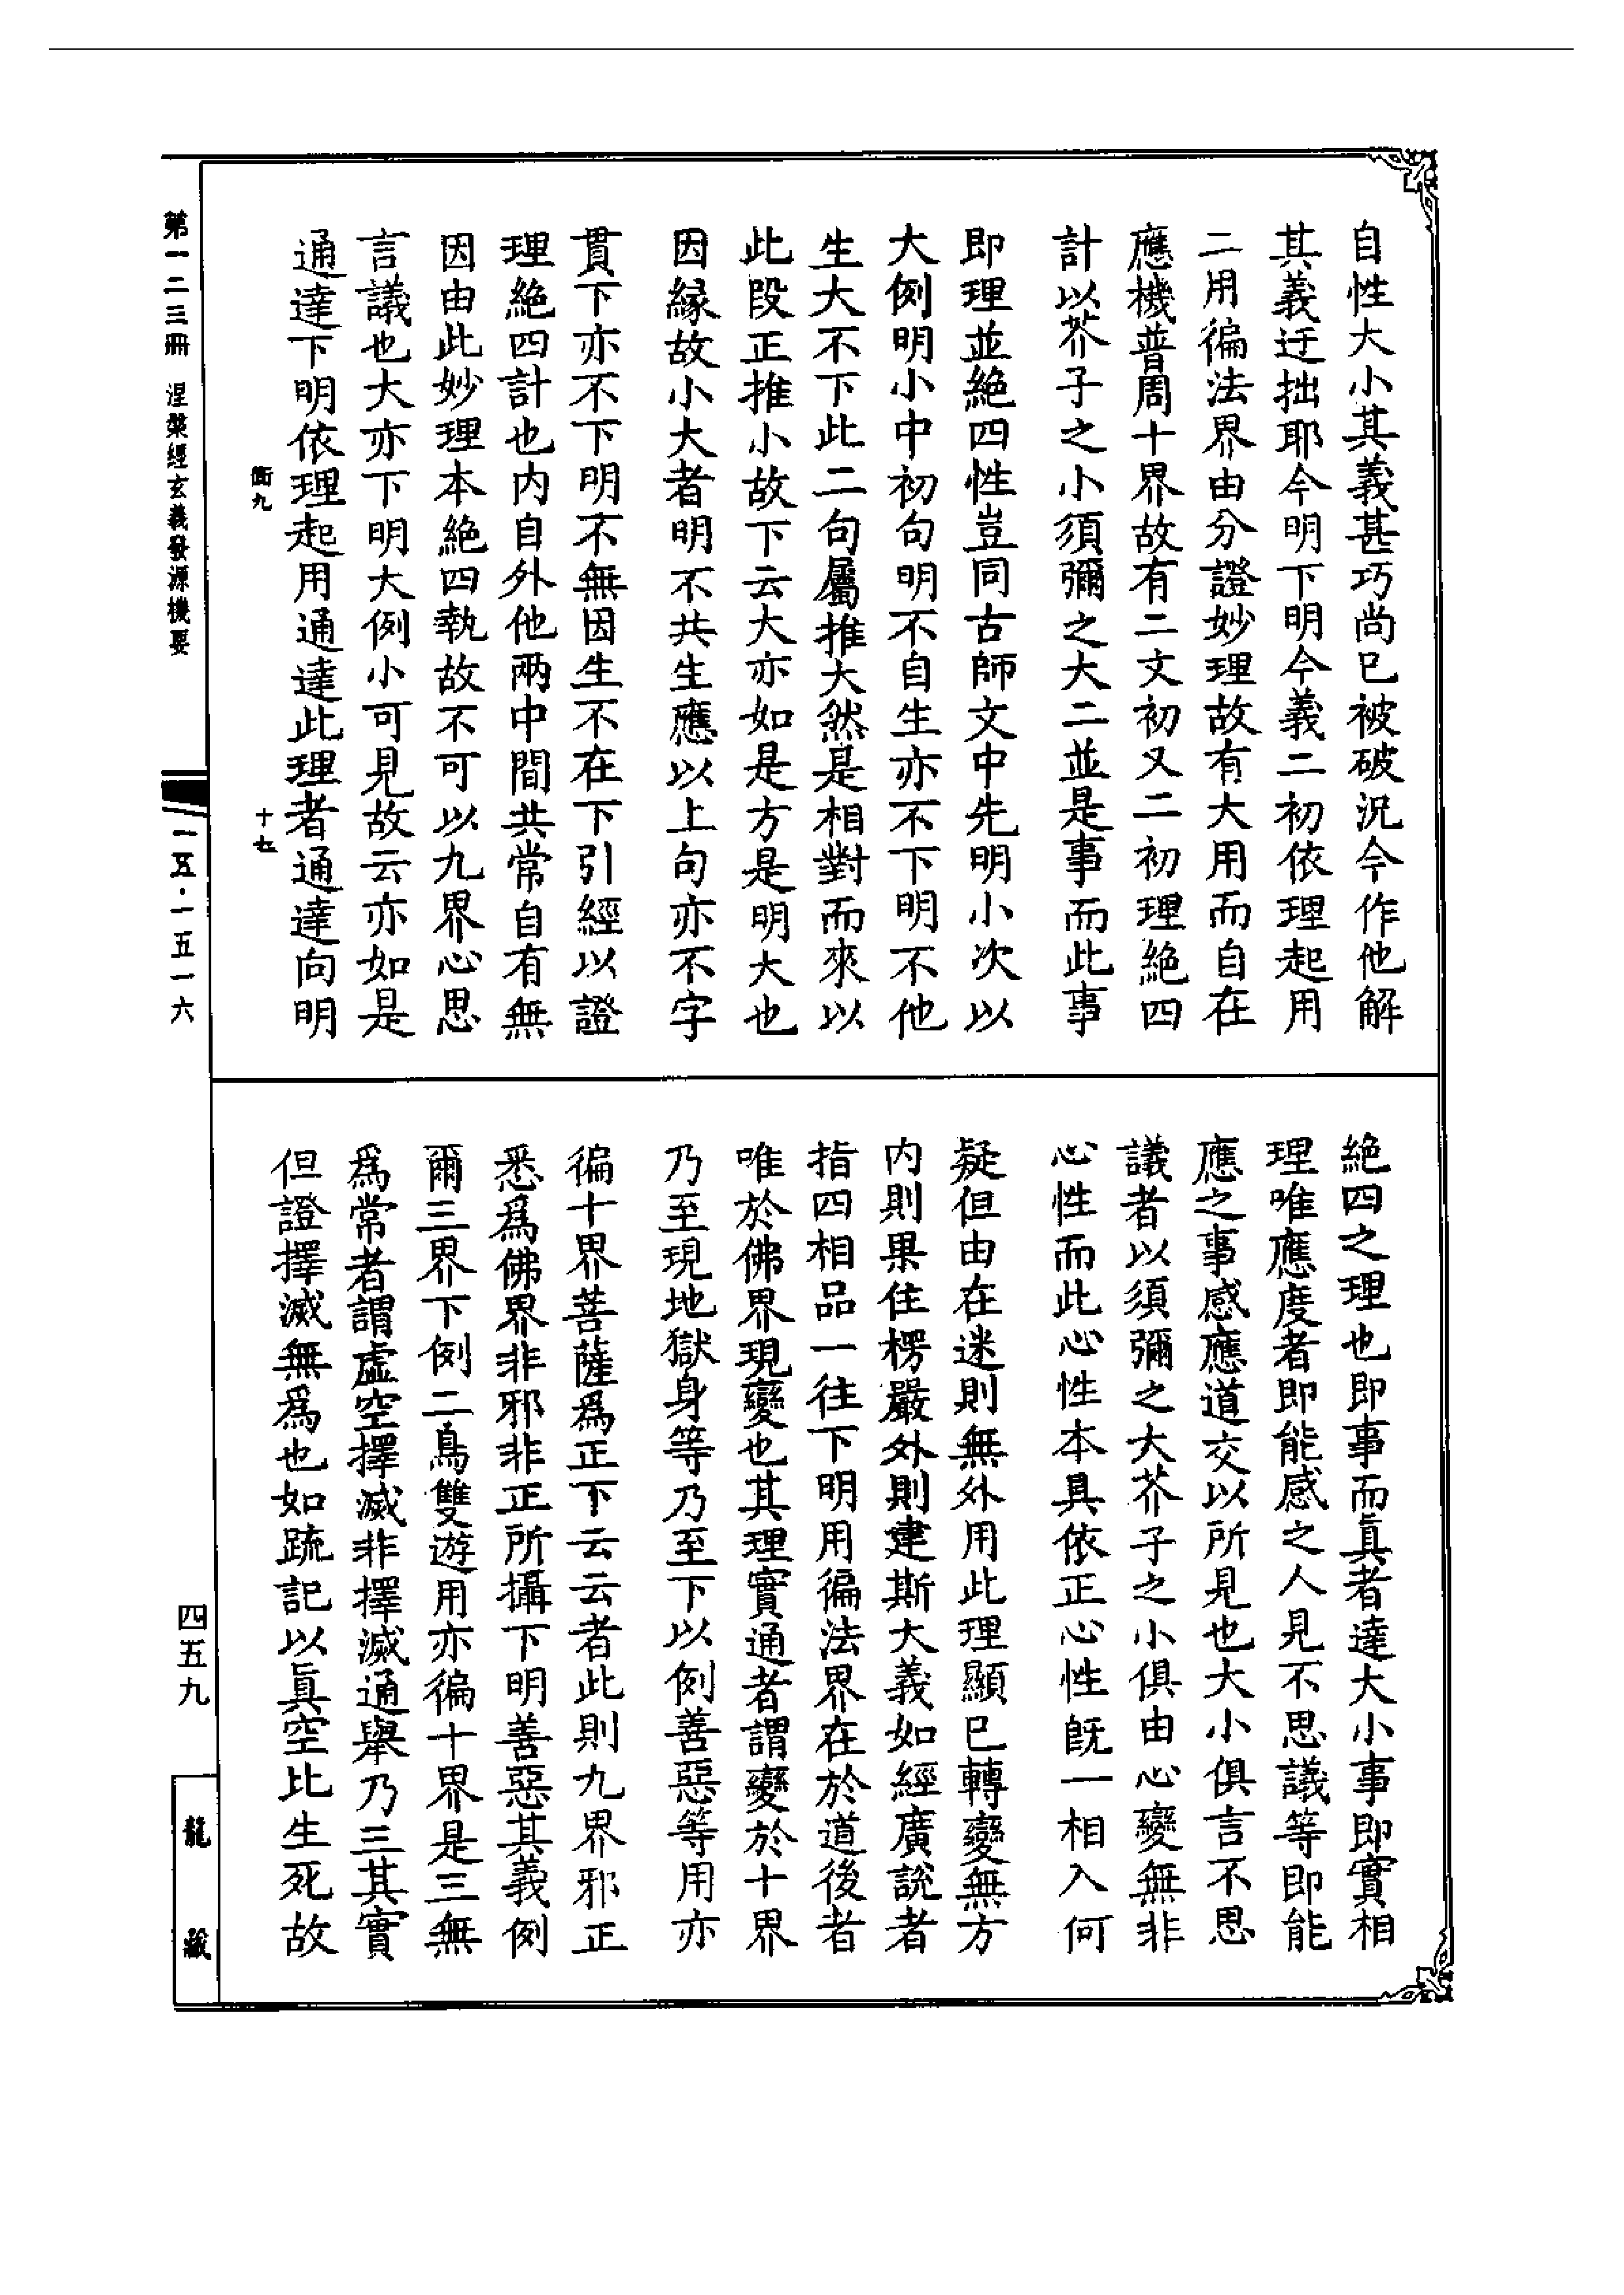 自性大小其義甚巧尚已被破況今作他解
其義迂拙耶今明下明今義二初依理起用
二用徧法界由分證妙理故有大用而自在
應機普周十界故有二文初又二初理絕四
計以芥子之小須彌之大二並是事而此事
即理並絕四性豈同古師文中先明小次以
大例明小中初句明不自生亦不下明不他
生大不下此二句屬推大然是相對而來以
此段正推小故下云大亦如是方是明大也
因緣故小大者明不共生應以上句亦不字
貫下亦不下明不無因生不在下引經以證
理絕四計也內自外他兩中間共常自有無
因由此妙理本絕四執故不可以九界心思
言議也大亦下明大例小可見故云亦如是
通達下明依理起用通達此理者通達向明
絕四之理也即事而眞者達大小事即實相
理唯應度者即能感之人見不思議等即能
應之事感應道交以所見也大小俱言不思
議者以須彌之大芥子之小俱由心變無非
心性而此心性本具依正心性旣一相入何
疑但由在迷則無外用此理顯已轉變無方
內則果住楞嚴外則建斯大義如經廣說者
指四相品一往下明用徧法界在於道後者
唯於佛界現變也其理實通者謂變於十界
乃至現地獄身等乃至下以例善惡等用亦
徧十界菩薩爲正下云云者此則九界邪正
悉爲佛界非邪非正所攝下明善惡其義例
爾三界下例二鳥雙遊用亦徧十界是三無
爲常者謂虛空擇滅非擇滅通舉乃三其實
但證擇滅無爲也如䟽記以眞空比生死故
第一二三冊 涅槃經玄義發源機要
衡九 十七
一五·一五一六
四五九
龍藏